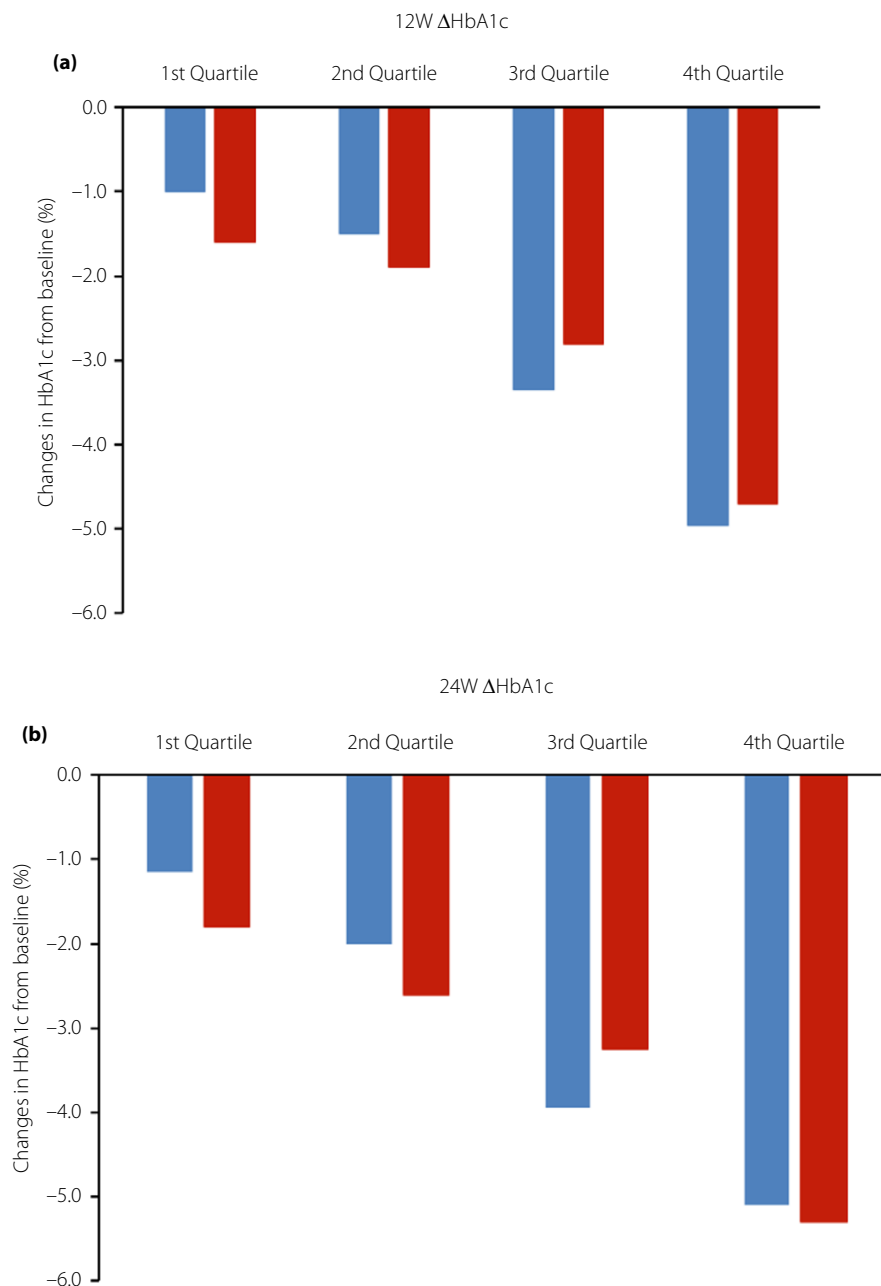 12W ΔHbA1c
(a)
1st Quartile 2nd Quartile 3rd Quartile 4th Quartile
0.0
−1.0
−2.0
−3.0
−4.0
−5.0
−6.0
Changes in HbA1c from baseline (%)
24W ΔHbA1c
(b)
1st Quartile 2nd Quartile 3rd Quartile 4th Quartile
0.0
−1.0
−2.0
−3.0
−4.0
−5.0
−6.0
Changes in HbA1c from baseline (%)